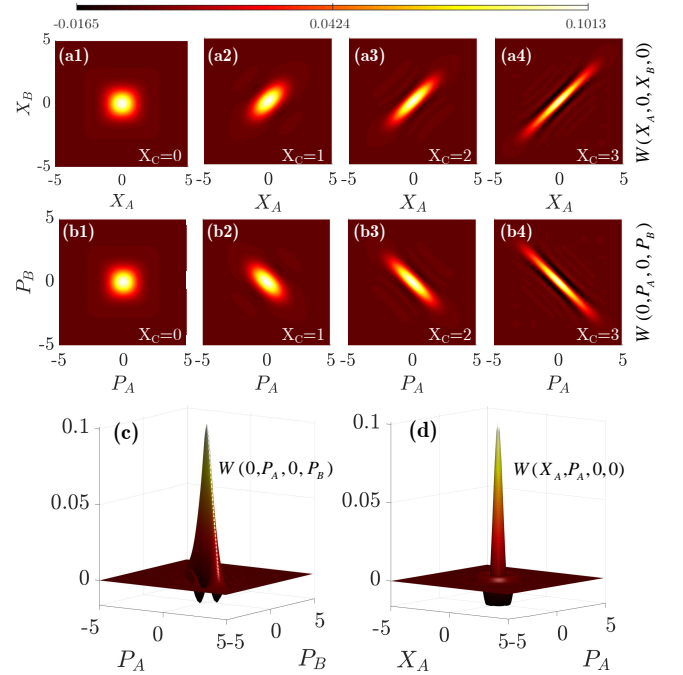 -0.0165 0.0424 0.1013
5 (a1) (a2) (a3) (a4)
X_B 0 W(X_A,0,X_B,0)
-5 X_C=0 X_C=1 X_C=2 X_C=3
-5 0 5 -5 0 5 -5 0 5 -5 0 5
X_A X_A X_A X_A
5 (b1) (b2) (b3) (b4)
P_B 0 W(0,P_A,0,P_B)
-5 X_C=0 X_C=1 X_C=2 X_C=3
-5 0 5 -5 0 5 -5 0 5 -5 0 5
P_A P_A P_A P_A
0.1 (c) 0.1 (d)
W(0,P_A,0,P_B) W(X_A,P_A,0,0)
0.05 0.05
0 0
-5 0 5 -5 0 5 -5 0 5 -5 0 5
P_A P_B X_A P_A